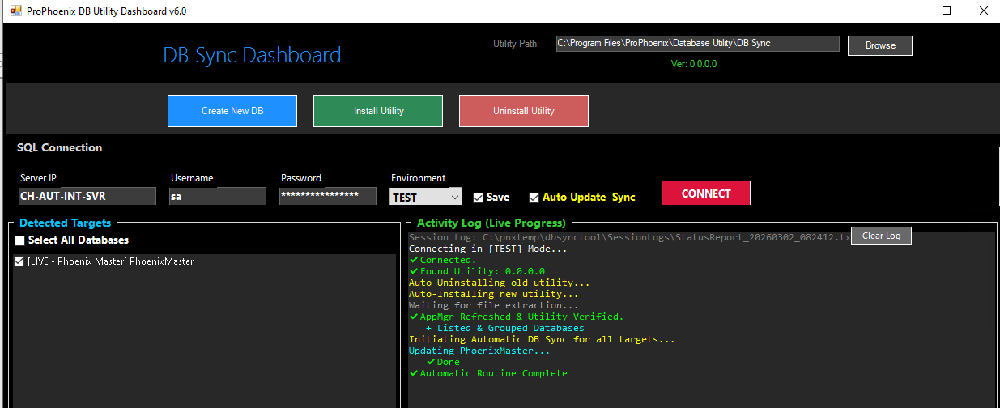 ProPhoenix DB Utility Dashboard v6.0
DB Sync Dashboard
Utility Path:
C:\Program Files\ProPhoenix\Database Utility\DB Sync
Browse
Ver: 0.0.0.0
Create New DB
Install Utility
Uninstall Utility
SQL Connection
Server IP
Username
Password
Environment
CH-AUT-INT-SVR
sa
****************
TEST
Save
Auto Update Sync
CONNECT
Detected Targets
Select All Databases
[LIVE - Phoenix Master] PhoenixMaster
Activity Log (Live Progress)
Clear Log
Session Log: C:\pnxtemp\dbsynctool\SessionLogs\StatusReport_20260302_082412.tx
Connecting in [TEST] Mode...
✓Connected.
✓Found Utility: 0.0.0.0
Auto-Uninstalling old utility...
Auto-Installing new utility...
Waiting for file extraction...
✓AppMgr Refreshed & Utility Verified.
+ Listed & Grouped Databases
Initiating Automatic DB Sync for all targets...
Updating PhoenixMaster...
✓Done
✓Automatic Routine Complete